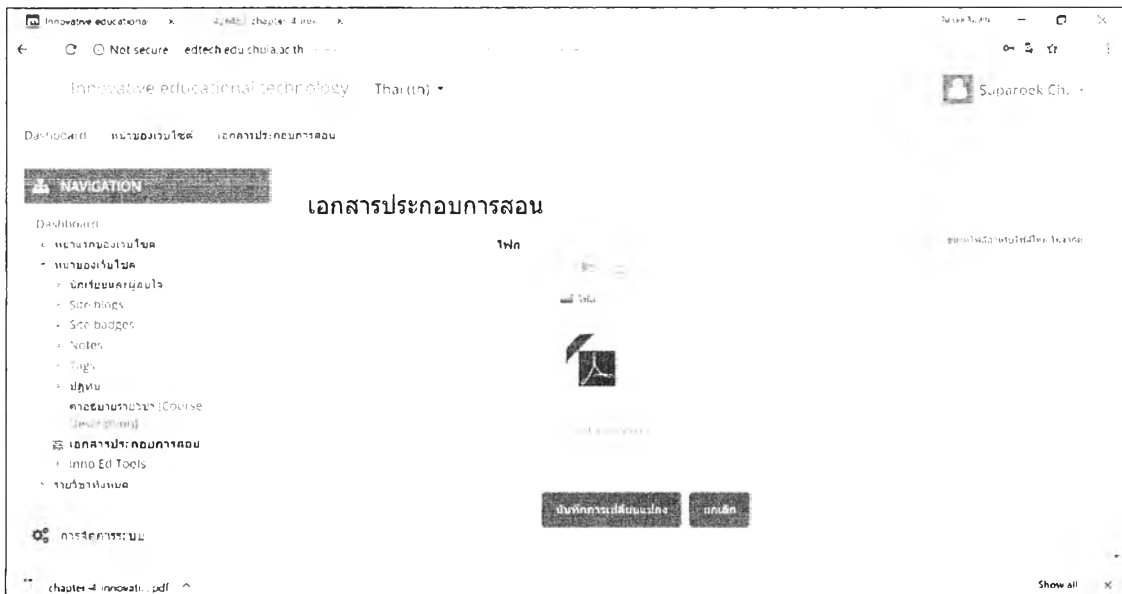 Innovative educationa
chapter 4 inn
Not secure edtech.edu.chula.ac.th
Innovative educational technology Thai (th)
Suparoek Ch.
Dashboard หน้าของเว็บไซต์ เอกสารประกอบการสอน
NAVIGATION
เอกสารประกอบการสอน
Dashboard
ไฟล์
หน้าแรกของเว็บไซต์
หน้าของเว็บไซต์
นักเรียนและผู้สนใจ
ไฟล์
Site blogs
Site badges
Notes
Tags
ปฏิทิน
คำอธิบายรายวิชา (Course
Description)
เอกสารประกอบการสอน
Inno Ed Tools
รายวิชาทั้งหมด
บันทึกการเปลี่ยนแปลง ยกเลิก
การจัดการระบบ
chapter-4-innovati...pdf
Show all